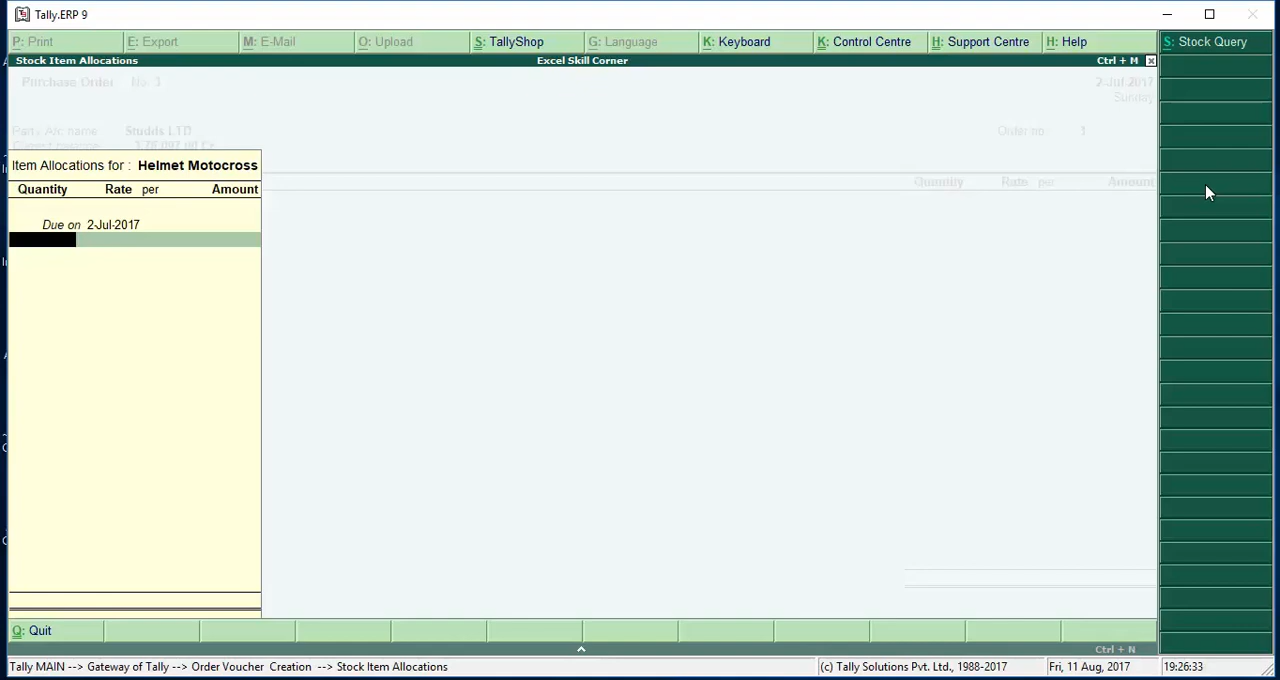 Tally.ERP 9
P: Print E: Export M: E-Mail O: Upload S: TallyShop G: Language K: Keyboard K: Control Centre H: Support Centre H: Help S: Stock Query
Stock Item Allocations Excel Skill Corner Ctrl + M
Purchase Order No. 3 2-Jul-2017
Sunday
Party A/c name : Studds LTD Order no. : 3
Item Allocations for : Helmet Motocross
Quantity Rate per Amount Quantity Rate per Amount
Due on 2-Jul-2017
Q: Quit
Ctrl + N
Tally MAIN --> Gateway of Tally --> Order Voucher Creation --> Stock Item Allocations (c) Tally Solutions Pvt. Ltd., 1988-2017 Fri, 11 Aug, 2017 19:26:33